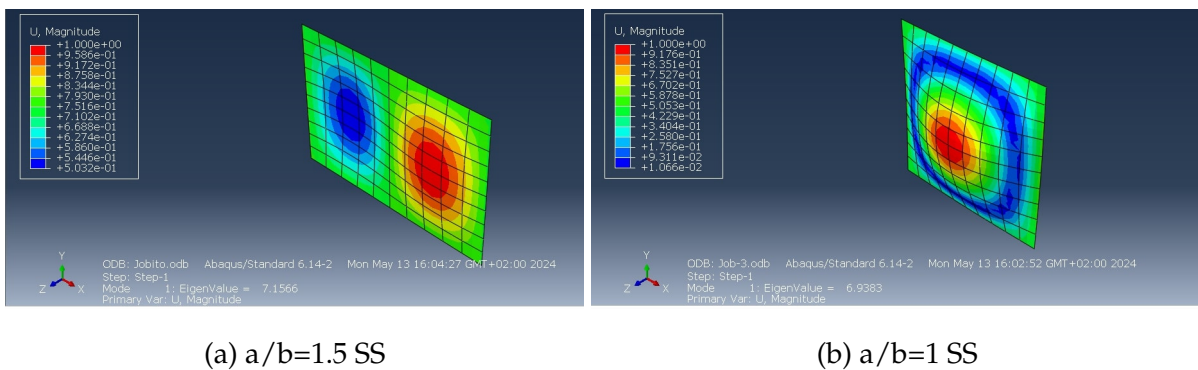 U, Magnitude
+1.000e+00
+9.586e-01
+9.172e-01
+8.758e-01
+8.344e-01
+7.930e-01
+7.516e-01
+7.102e-01
+6.688e-01
+6.274e-01
+5.860e-01
+5.446e-01
+5.032e-01
ODB: Jobito.odb Abaqus/Standard 6.14-2 Mon May 13 16:04:27 GMT+02:00 2024
Step: Step-1
Mode 1: EigenValue = 7.1566
Primary Var: U, Magnitude
Y
Z
X
U, Magnitude
+1.000e+00
+9.176e-01
+8.351e-01
+7.527e-01
+6.702e-01
+5.878e-01
+5.053e-01
+4.229e-01
+3.404e-01
+2.580e-01
+1.756e-01
+9.311e-02
+1.066e-02
ODB: Job-3.odb Abaqus/Standard 6.14-2 Mon May 13 16:02:52 GMT+02:00 2024
Step: Step-1
Mode 1: EigenValue = 6.9383
Primary Var: U, Magnitude
Y
Z
X
(a) a/b=1.5 SS
(b) a/b=1 SS